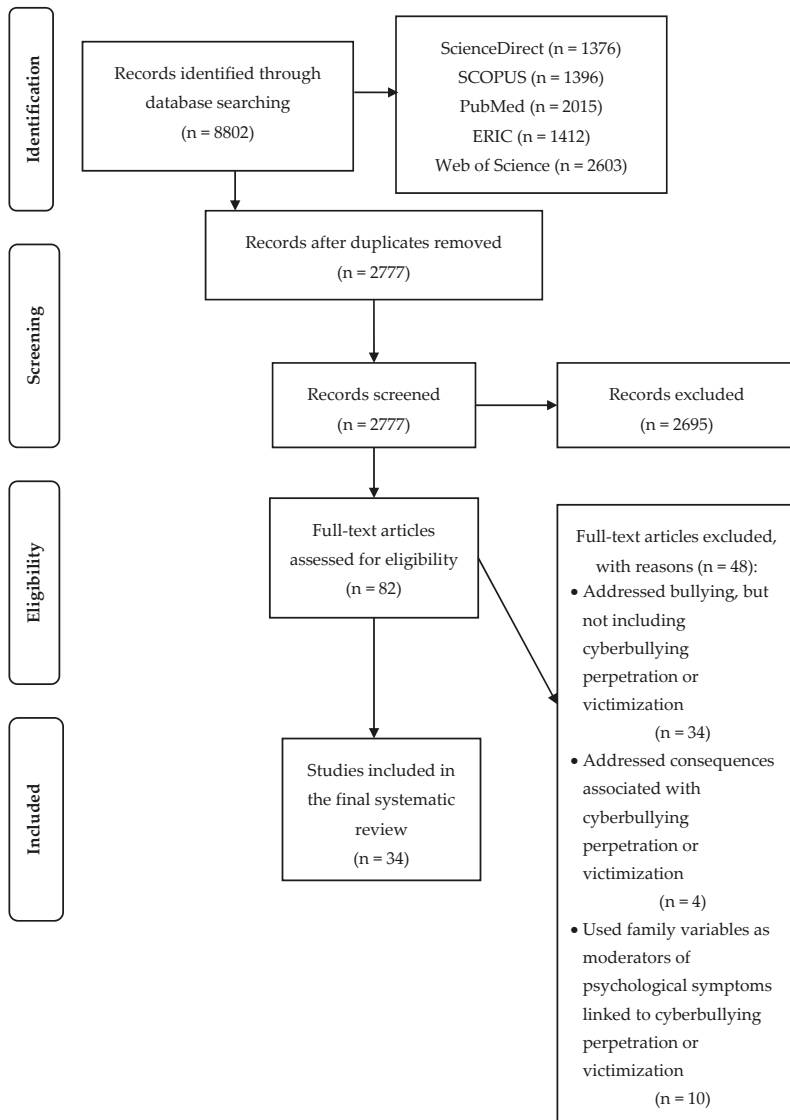 Identification
Records identified through
database searching
(n = 8802)
ScienceDirect (n = 1376)
SCOPUS (n = 1396)
PubMed (n = 2015)
ERIC (n = 1412)
Web of Science (n = 2603)
Records after duplicates removed
(n = 2777)
Screening
Records screened
(n = 2777)
Records excluded
(n = 2695)
Eligibility
Full-text articles
assessed for eligibility
(n = 82)
Full-text articles excluded,
with reasons (n = 48):
• Addressed bullying, but
not including
cyberbullying
perpetration or
victimization
(n = 34)
• Addressed consequences
associated with
cyberbullying
perpetration or
victimization
(n = 4)
• Used family variables as
moderators of
psychological symptoms
linked to cyberbullying
perpetration or
victimization
(n = 10)
Included
Studies included in
the final systematic
review
(n = 34)